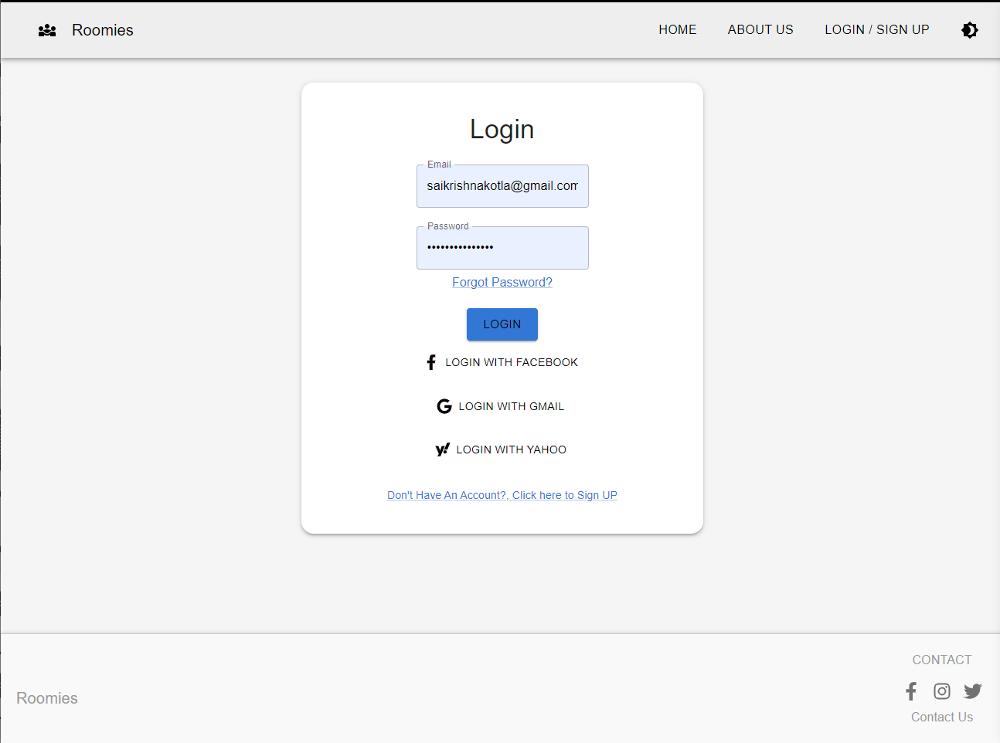 Roomies
HOME
ABOUT US
LOGIN / SIGN UP
Login
Email
saikrishnakotla@gmail.com
Password
•••••••••••••••
Forgot Password?
LOGIN
LOGIN WITH FACEBOOK
LOGIN WITH GMAIL
LOGIN WITH YAHOO
Don't Have An Account?, Click here to Sign UP
Roomies
CONTACT
Contact Us